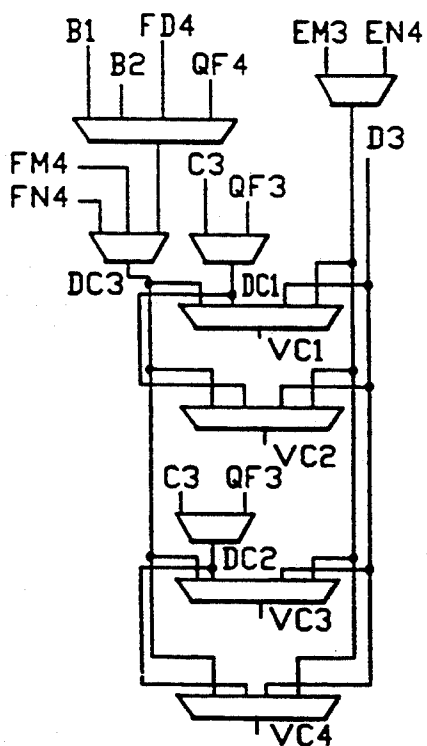 B1
FD4
EM3
EN4
B2
QF4
D3
FM4
C3
FN4
QF3
DC3
DC1
VC1
VC2
C3
QF3
DC2
VC3
VC4